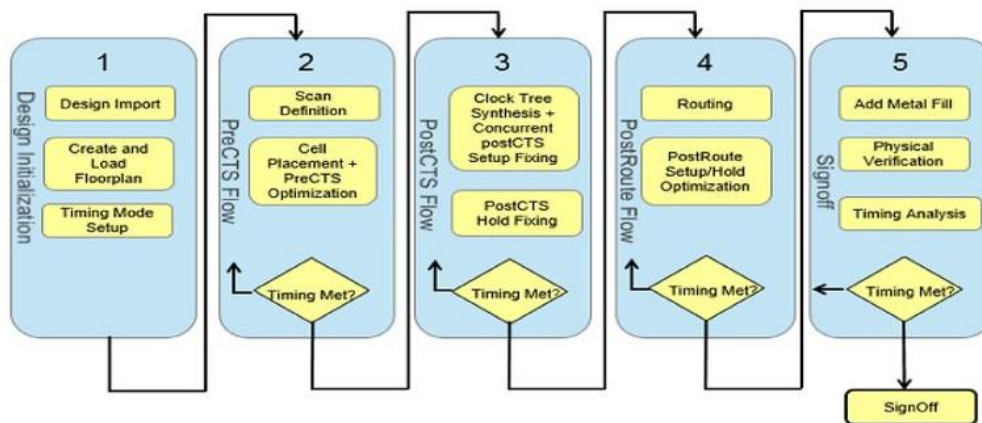 1
Design Initialization
Design Import
Create and
Load
Floorplan
Timing Mode
Setup
2
PreCTS Flow
Scan
Definition
Cell
Placement +
PreCTS
Optimization
Timing Met?
3
PostCTS Flow
Clock Tree
Synthesis +
Concurrent
postCTS
Setup Fixing
PostCTS
Hold Fixing
Timing Met?
4
PostRoute Flow
Routing
PostRoute
Setup/Hold
Optimization
Timing Met?
5
Signoff
Add Metal Fill
Physical
Verification
Timing Analysis
Timing Met?
SignOff